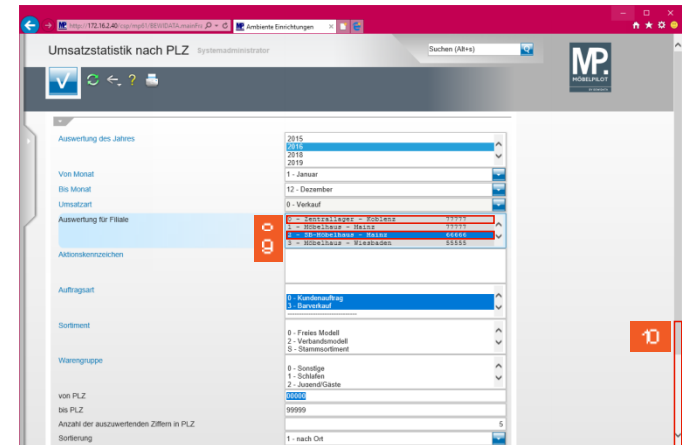 http://172.16.2.40/csp/mp01/BEWIDATA.mainFrs
Ambiente Einrichtungen
Umsatzstatistik nach PLZ Systemadministrator
Suchen (Alt+s)
MP.
MÖBELPILOT
Auswertung des Jahres
2015
2016
2018
2019
Von Monat
1 - Januar
Bis Monat
12 - Dezember
Umsatzart
0 - Verkauf
Auswertung für Filiale
0 - Zentrallager - Koblenz 77777
1 - Möbelhaus - Mainz 77777
2 - SB-Möbelhaus - Mainz 66666
3 - Möbelhaus - Wiesbaden 55555
8
9
Aktionskennzeichen
Auftragsart
0 - Kundenauftrag
3 - Barverkauf
Sortiment
0 - Freies Modell
2 - Verbandsmodell
S - Stammsortiment
10
Warengruppe
0 - Sonstige
1 - Schlafen
2 - Jugend/Gäste
von PLZ
00000
bis PLZ
99999
Anzahl der auszuwertenden Ziffern in PLZ
5
Sortierung
1 - nach Ort